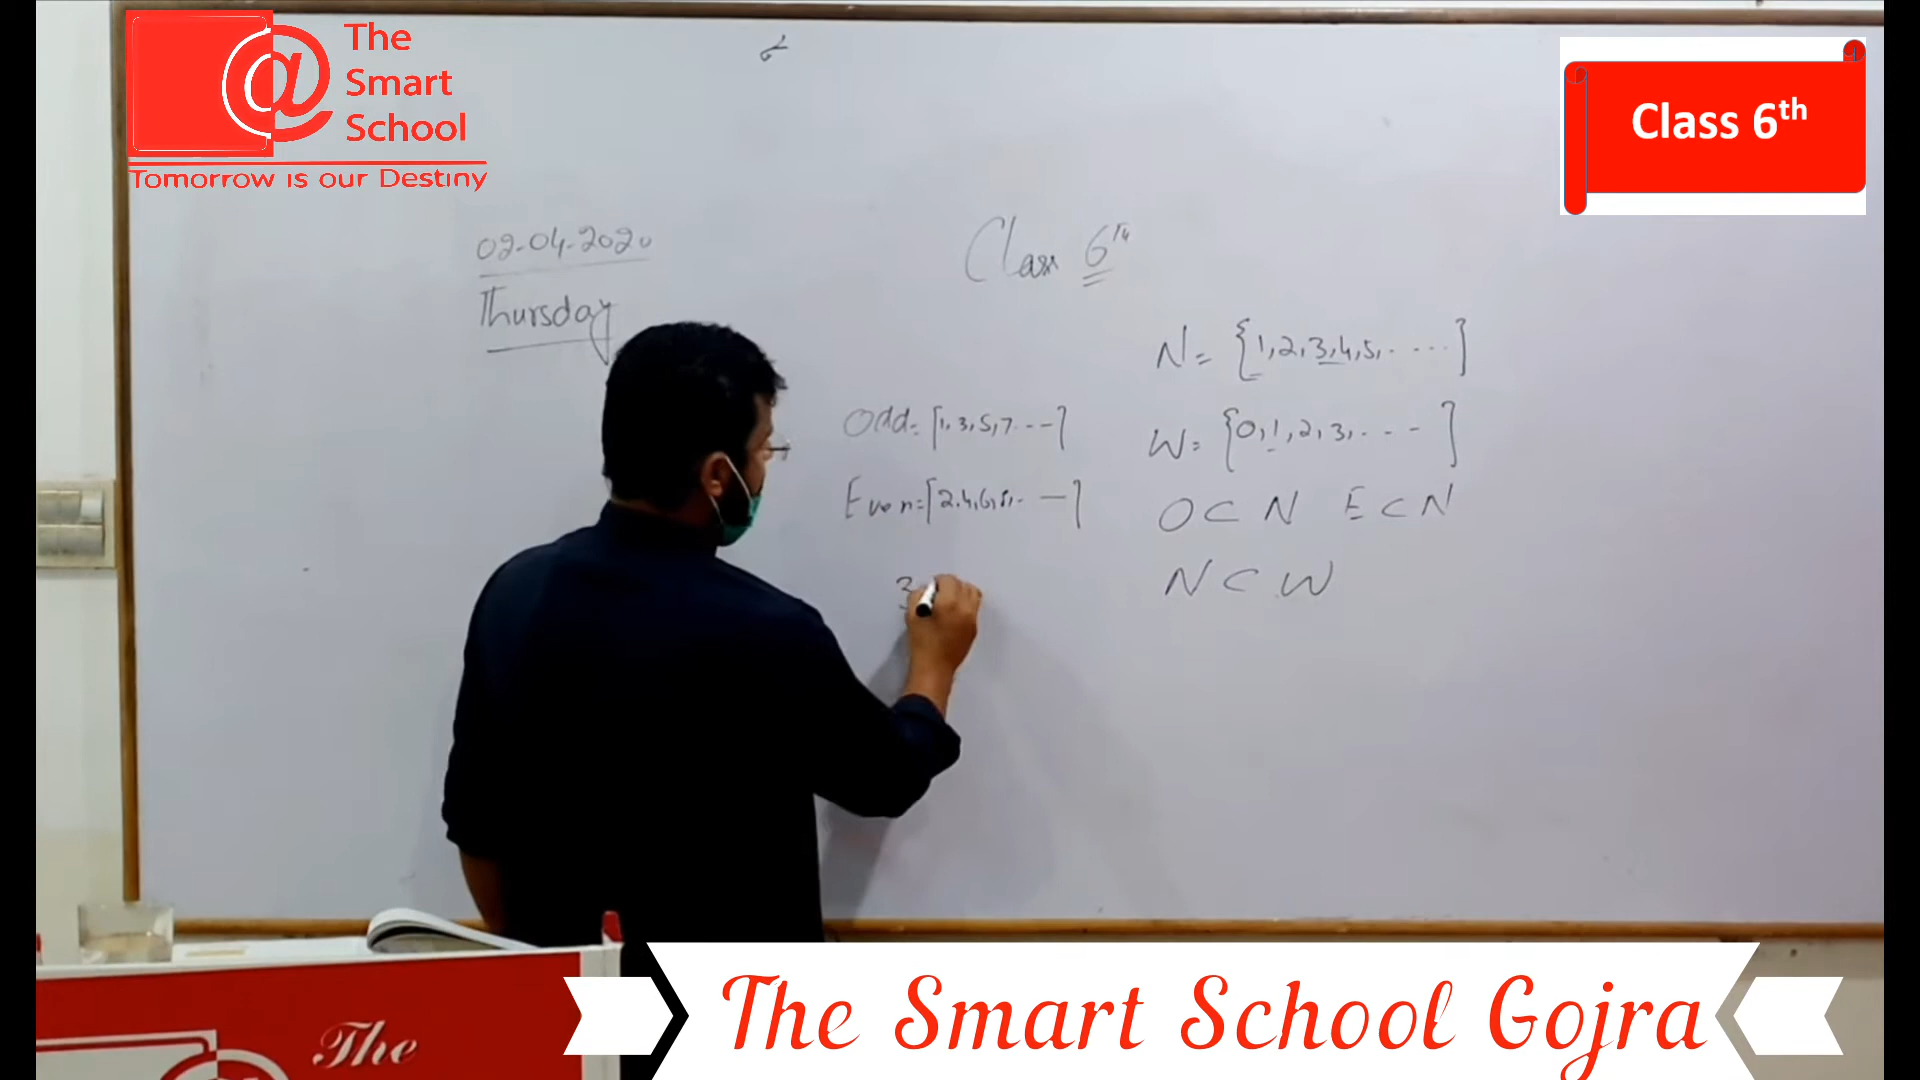 The
Smart
School
Tomorrow is our Destiny
Class 6th
02-04-2020
Thursday
Class 6th
N = {1,2,3,4,5,. ....}
W = {0,1,2,3,. - - -}
Odd = {1,3,5,7 - - -}
Even = {2,4,6,8,. - —}
O ⊂ N E ⊂ N
N ⊂ W
3
The
The Smart School Gojra